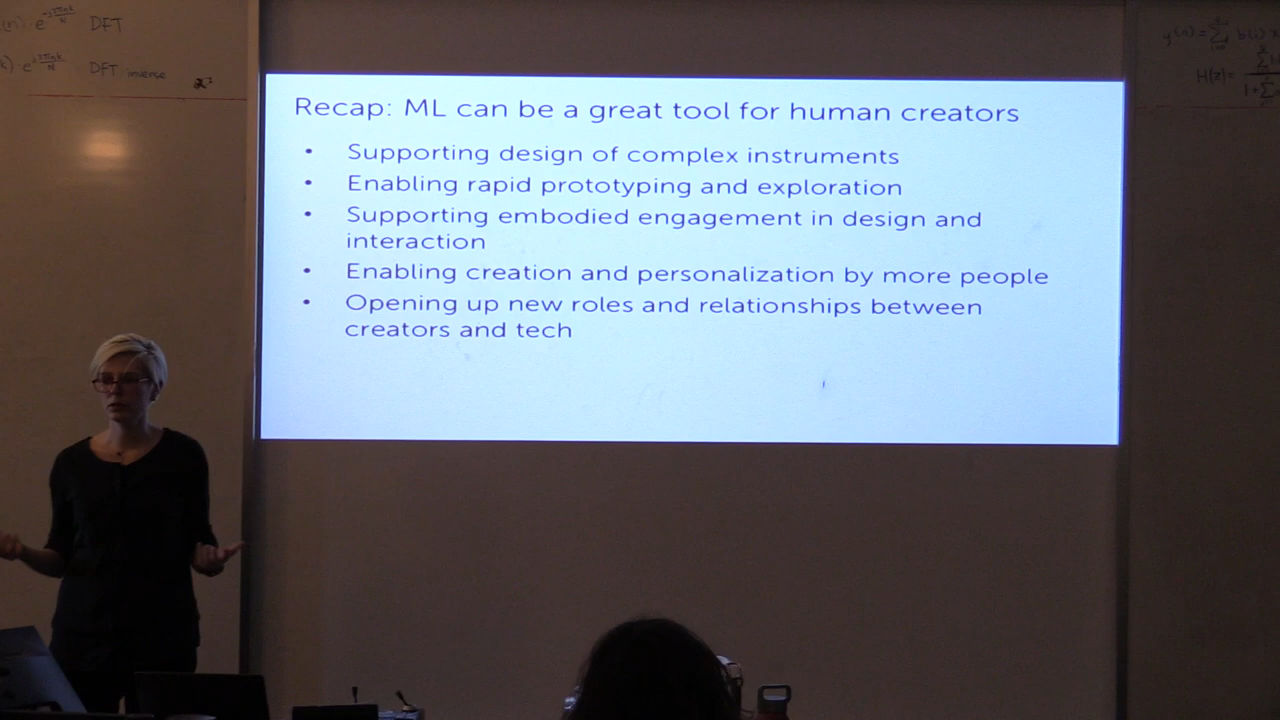 DFT
DFT inverse
Recap: ML can be a great tool for human creators
• Supporting design of complex instruments
• Enabling rapid prototyping and exploration
• Supporting embodied engagement in design and
interaction
• Enabling creation and personalization by more people
• Opening up new roles and relationships between
creators and tech
H(z)=